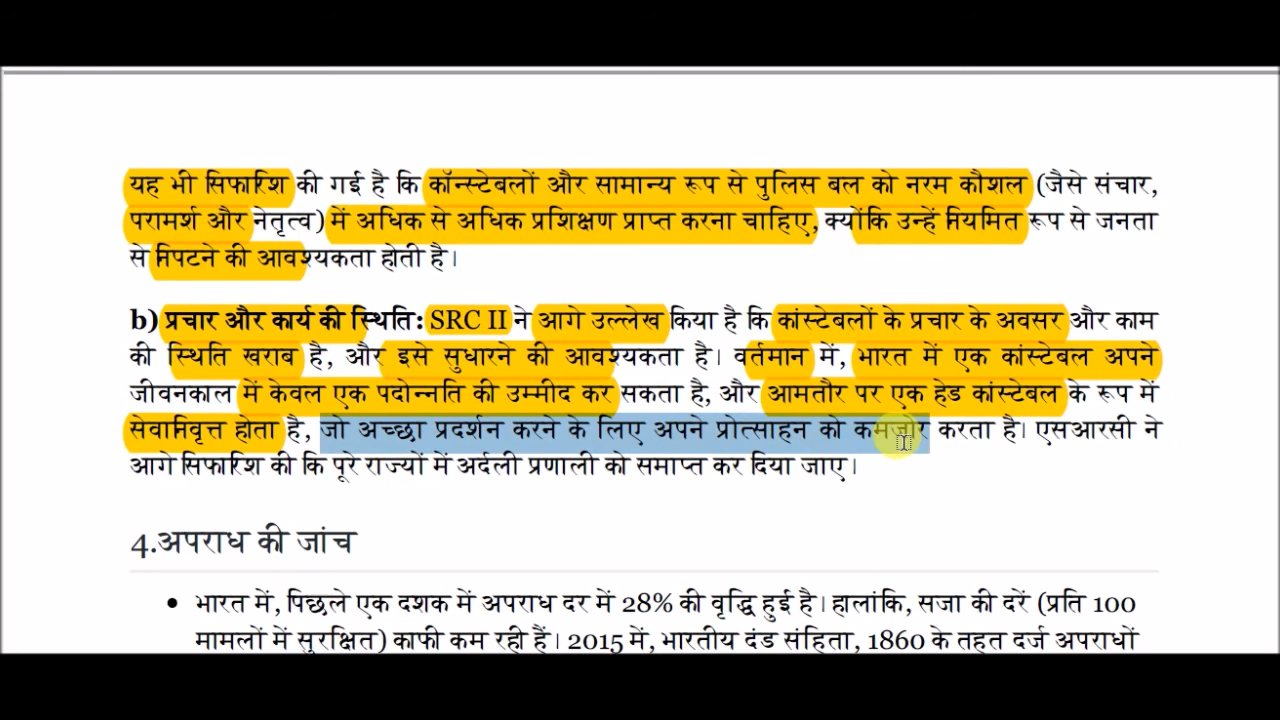 यह भी सिफारिश की गई है कि कॉन्स्टेबलों और सामान्य रूप से पुलिस बल को नरम कौशल (जैसे संचार,
परामर्श और नेतृत्व) में अधिक से अधिक प्रशिक्षण प्राप्त करना चाहिए, क्योंकि उन्हें नियमित रूप से जनता
से निपटने की आवश्यकता होती है।
b) प्रचार और कार्य की स्थिति: SRC II ने आगे उल्लेख किया है कि कांस्टेबलों के प्रचार के अवसर और काम
की स्थिति खराब है, और इसे सुधारने की आवश्यकता है। वर्तमान में, भारत में एक कांस्टेबल अपने
जीवनकाल में केवल एक पदोन्नति की उम्मीद कर सकता है, और आमतौर पर एक हेड कांस्टेबल के रूप में
सेवानिवृत्त होता है, जो अच्छा प्रदर्शन करने के लिए अपने प्रोत्साहन को कमजोर करता है। एसआरसी ने
आगे सिफारिश की कि पूरे राज्यों में अर्दली प्रणाली को समाप्त कर दिया जाए।
4.अपराध की जांच
• भारत में, पिछले एक दशक में अपराध दर में 28% की वृद्धि हुई है। हालांकि, सजा की दरें (प्रति 100
मामलों में सुरक्षित) काफी कम रही हैं। 2015 में, भारतीय दंड संहिता, 1860 के तहत दर्ज अपराधों